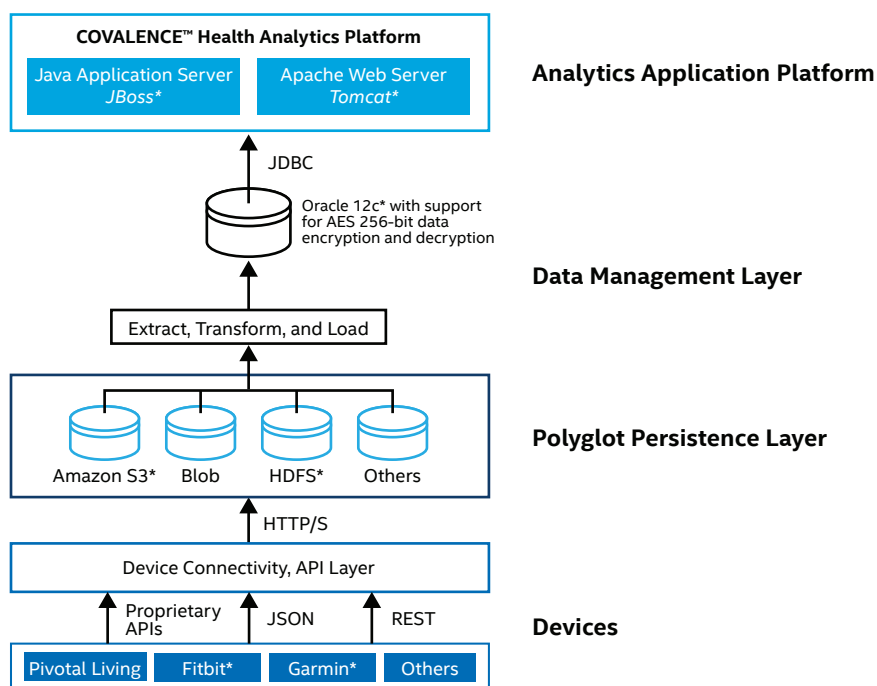 COVALENCE™ Health Analytics Platform
Java Application Server
JBoss*
Apache Web Server
Tomcat*
Analytics Application Platform
JDBC
Oracle 12c* with support
for AES 256-bit data
encryption and decryption
Data Management Layer
Extract, Transform, and Load
Polyglot Persistence Layer
Amazon S3*
Blob
HDFS*
Others
HTTP/S
Device Connectivity, API Layer
Proprietary
APIs
JSON
REST
Devices
Pivotal Living
Fitbit*
Garmin*
Others